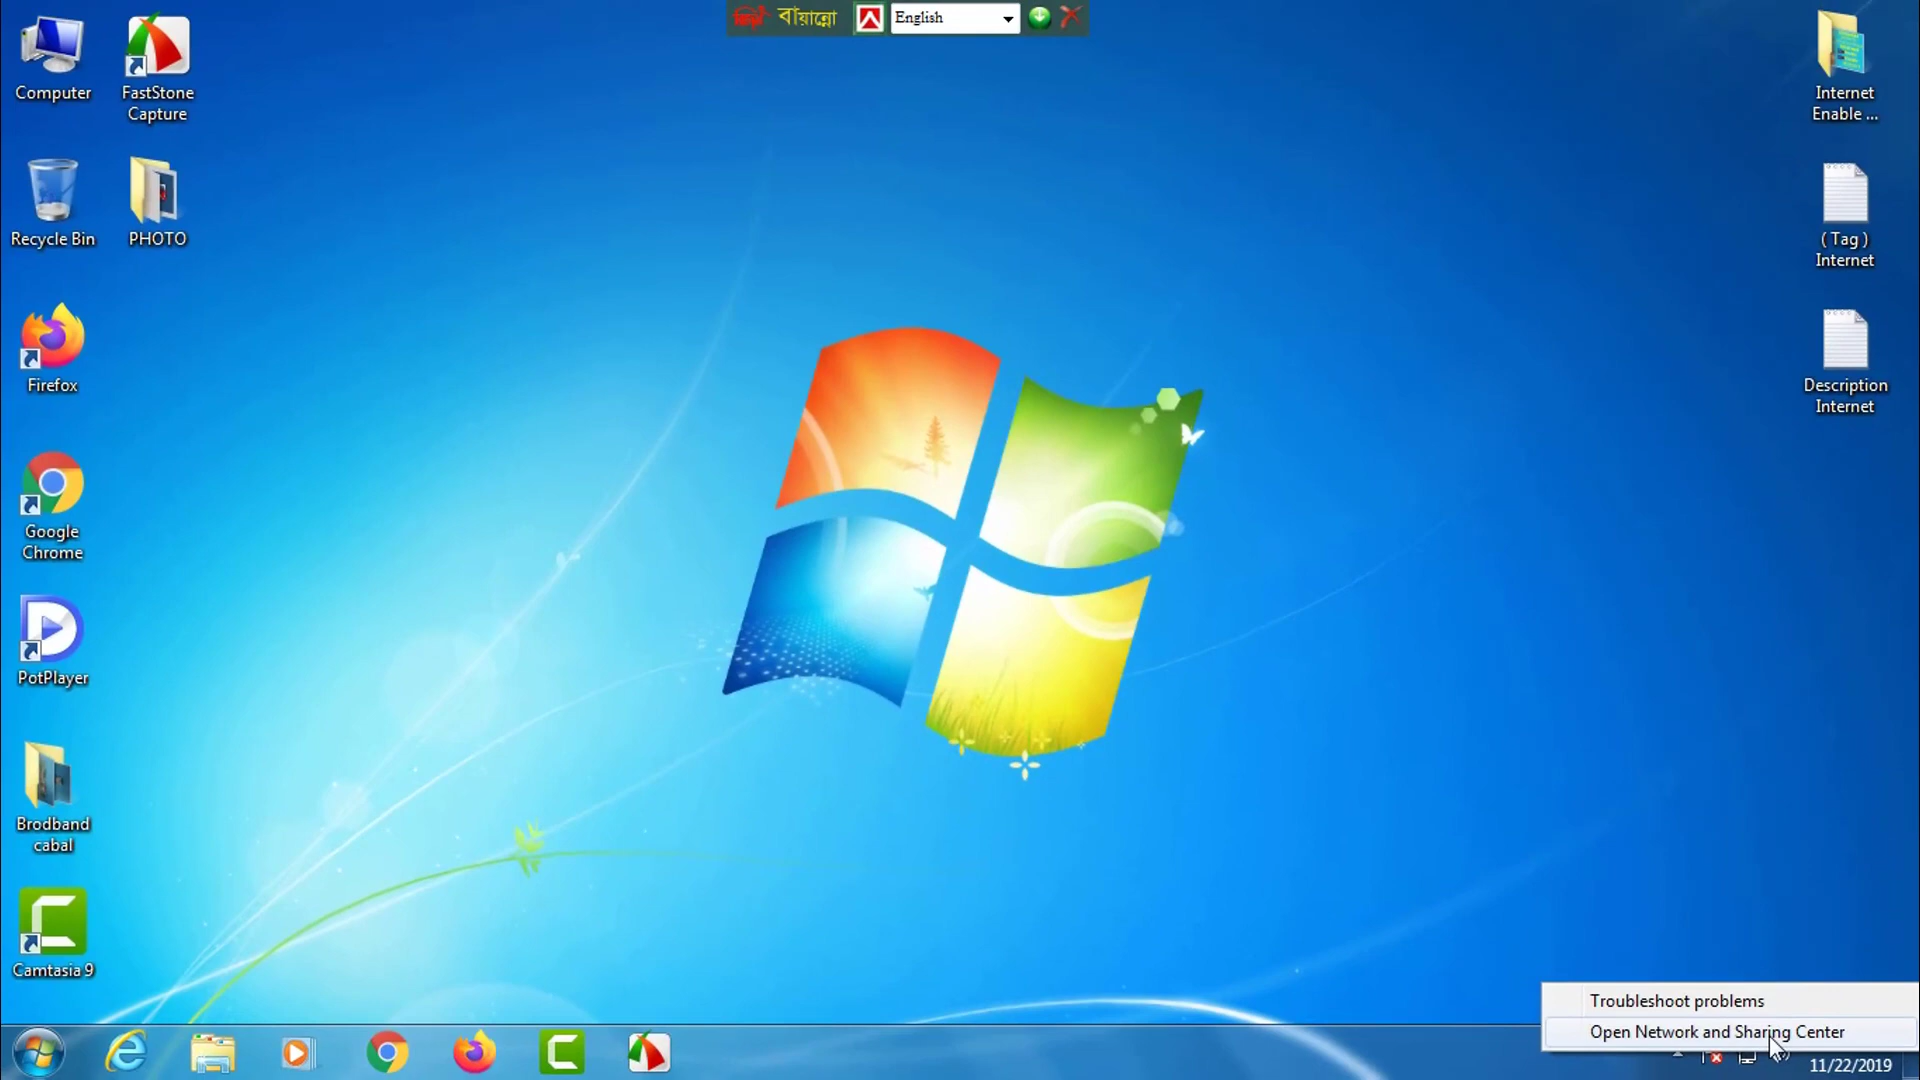 বায়ান্নো
English
Computer
FastStone
Capture
Internet
Enable ...
Recycle Bin
PHOTO
( Tag )
Internet
Firefox
Description
Internet
Google
Chrome
PotPlayer
Brodband
cabal
Camtasia 9
Troubleshoot problems
Open Network and Sharing Center
11/22/2019